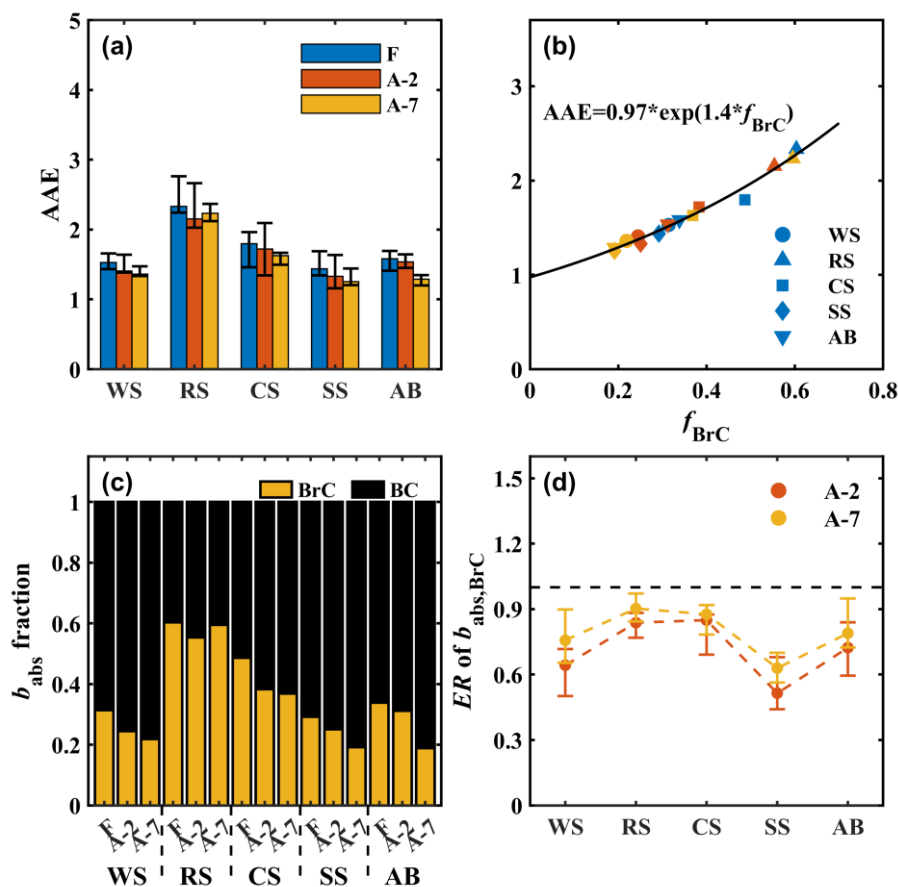 (a)
5
4
3
2
1
0
AAE
F
A-2
A-7
WS
RS
CS
SS
AB
(b)
3
2
1
0
AAE=0.97*exp(1.4*fBrC)
WS
RS
CS
SS
AB
0
0.2
0.4
0.6
0.8
fBrC
(c)
BrC
BC
1
0.8
0.6
0.4
0.2
0
babs fraction
F A-2 A-7 F A-2 A-7 F A-2 A-7 F A-2 A-7 F A-2 A-7
WS
RS
CS
SS
AB
(d)
A-2
A-7
1.5
1.2
0.9
0.6
0.3
0
ER of babs,BrC
WS
RS
CS
SS
AB